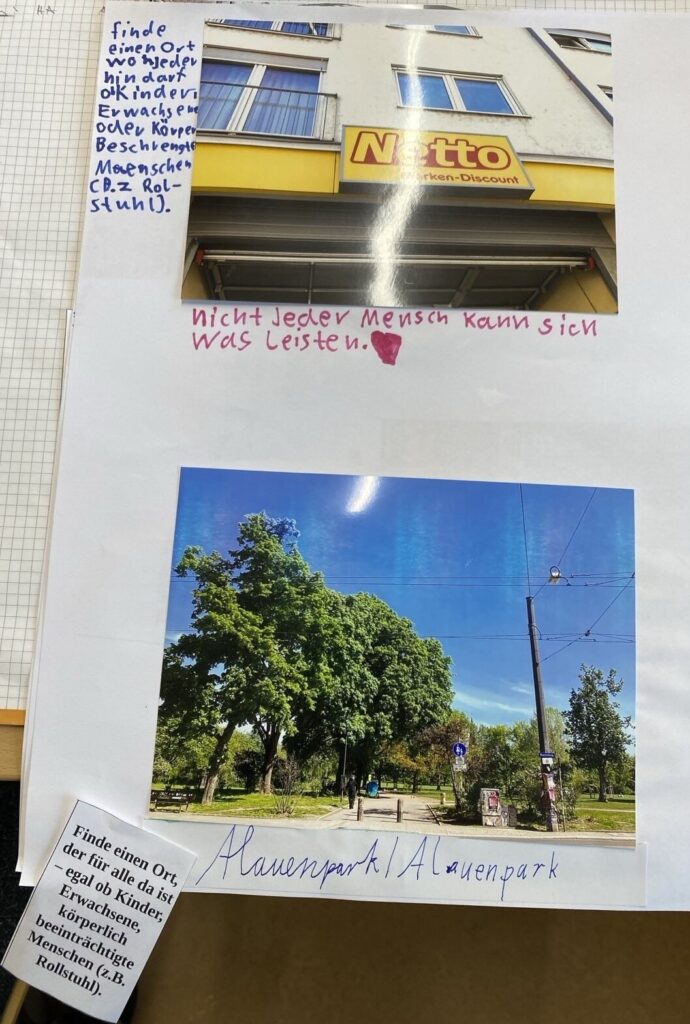 finde
einen Ort
wo jeder
hin darf
ob Kinder
Erwachsene
oder Körper
Beschrengte
Maenschen
(B.z Rol-
stuhl).
Netto
Marken-Discount
nicht Jeder Mensch kann sich
was Leisten.
Alauenpark/Alauenpark
Finde einen Ort,
der für alle da ist
– egal ob Kinder,
Erwachsene,
körperlich
beeinträchtigte
Menschen (z.B.
Rollstuhl).